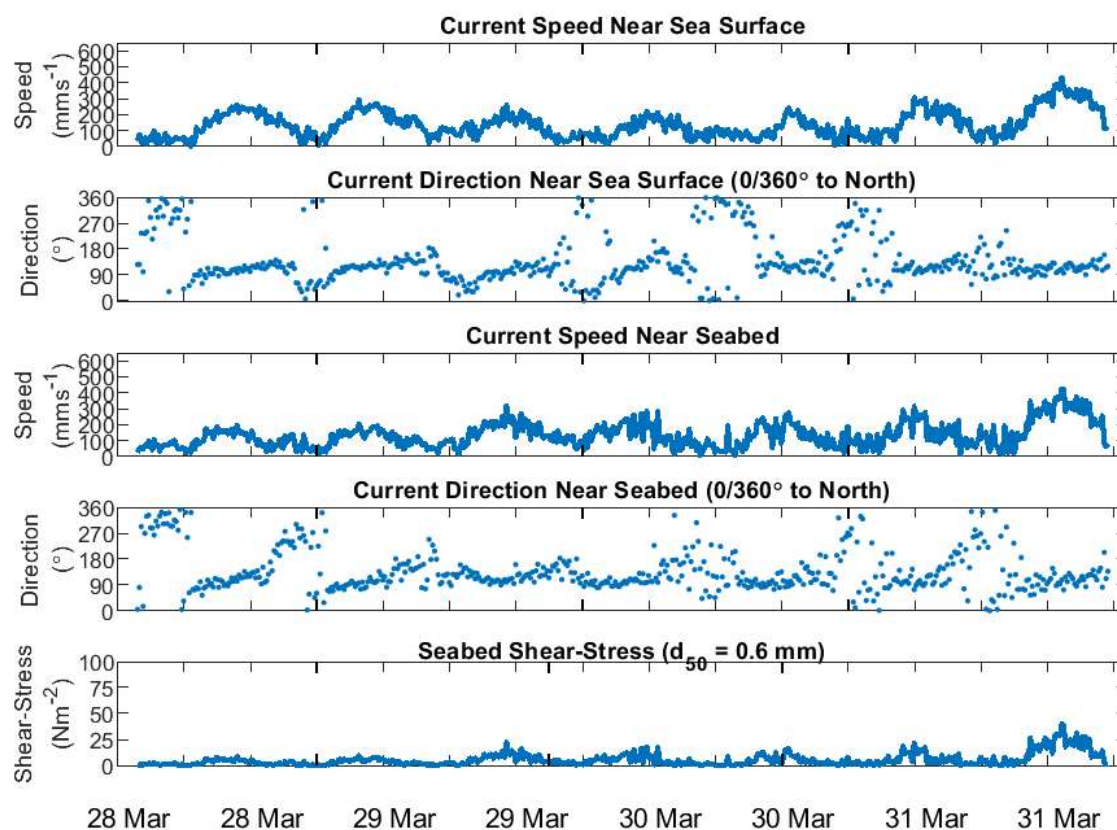 Current Speed Near Sea Surface
Speed
(mms-1)
600
500
400
300
200
100
0
Current Direction Near Sea Surface (0/360° to North)
Direction
(°)
360
270
180
90
0
Current Speed Near Seabed
Speed
(mms-1)
600
500
400
300
200
100
0
Current Direction Near Seabed (0/360° to North)
Direction
(°)
360
270
180
90
0
Seabed Shear-Stress (d50 = 0.6 mm)
Shear-Stress
(Nm-2)
100
75
50
25
0
28 Mar 28 Mar 29 Mar 29 Mar 30 Mar 30 Mar 31 Mar 31 Mar